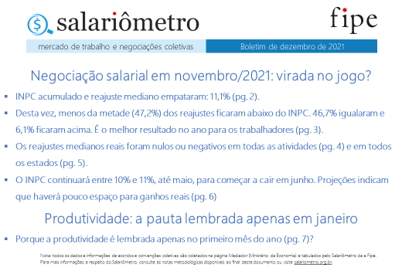 salariômetro
fipe
mercado de trabalho e negociações coletivas
Boletim de dezembro de 2021
Negociação salarial em novembro/2021: virada no jogo?
• INPC acumulado e reajuste mediano empataram: 11,1% (pg. 2).
• Desta vez, menos da metade (47,2%) dos reajustes ficaram abaixo do INPC. 46,7% igualaram e
6,1% ficaram acima. É o melhor resultado no ano para os trabalhadores (pg. 3).
• Os reajustes medianos reais foram nulos ou negativos em todas as atividades (pg. 4) e em todos
os estados (pg. 5).
• O INPC continuará entre 10% e 11%, até maio, para começar a cair em junho. Projeções indicam
que haverá pouco espaço para ganhos reais (pg. 6)
Produtividade: a pauta lembrada apenas em janeiro
• Porque a produtividade é lembrada apenas no primeiro mês do ano (pg. 7)?
Nota: todos os dados e informações de acordos e convenções coletivas são coletados na página Mediador (Ministério da Economia) e tabulados pelo Salariômetro da a Fipe.
Para mais informações a respeito do Salariômetro, consulte as notas metodológicas disponíveis ao final deste documento ou visite salariometro.org.br.